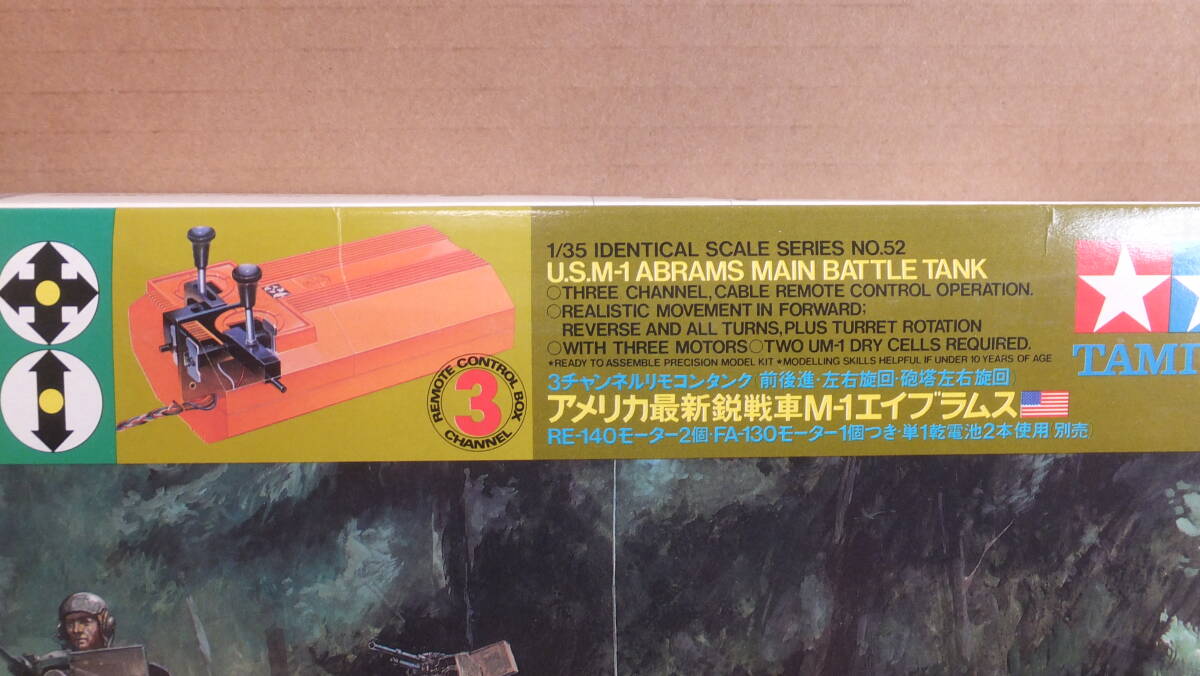 1/35 IDENTICAL SCALE SERIES NO.52
U.S.M-1 ABRAMS MAIN BATTLE TANK
○THREE CHANNEL, CABLE REMOTE CONTROL OPERATION.
○REALISTIC MOVEMENT IN FORWARD;
REVERSE AND ALL TURNS, PLUS TURRET ROTATION
○WITH THREE MOTORS○TWO UM-1 DRY CELLS REQUIRED.
*READY TO ASSEMBLE PRECISION MODEL KIT *MODELLING SKILLS HELPFUL IF UNDER 10 YEARS OF AGE
3チャンネルリモコンタンク(前後進·左右旋回·砲塔左右旋回)
アメリカ最新鋭戦車M-1エイブラムス
RE-140モーター2個·FA-130モーター1個つき·単1乾電池2本使用(別売)
REMOTE CONTROL BOX
3
CHANNEL
TAMI